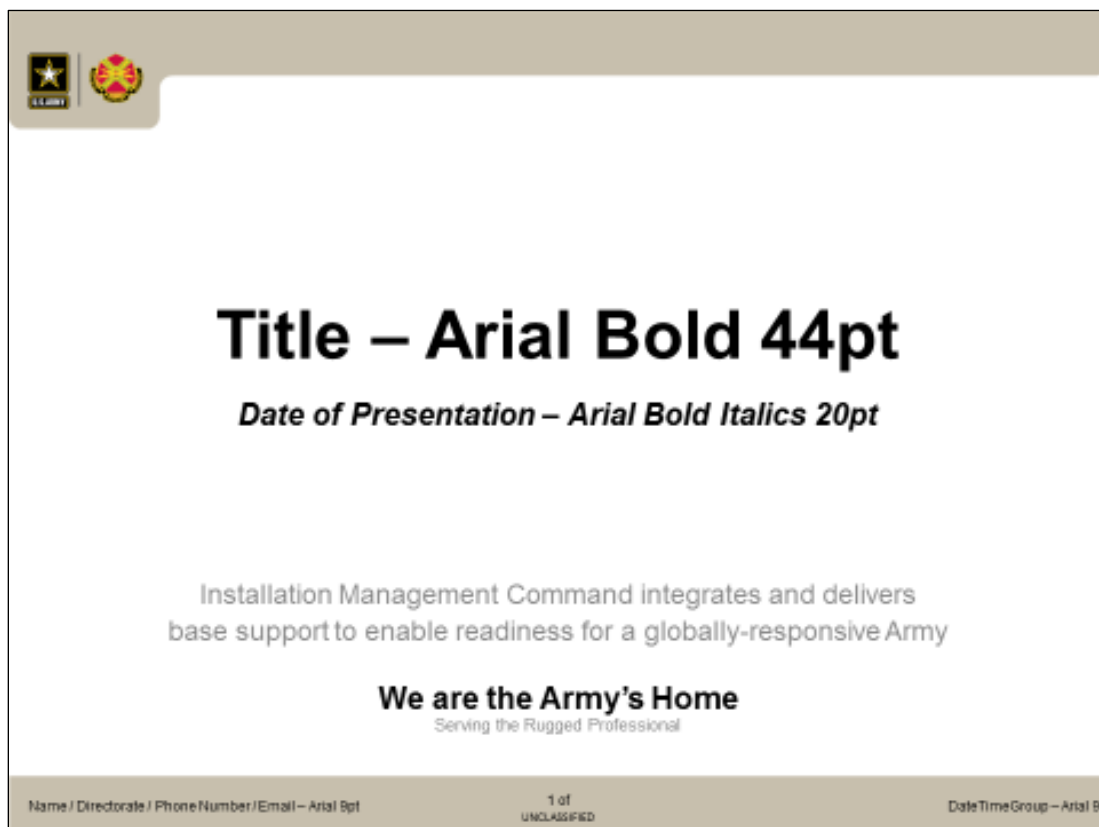 U.S. ARMY
Title – Arial Bold 44pt
Date of Presentation – Arial Bold Italics 20pt
Installation Management Command integrates and delivers
base support to enable readiness for a globally-responsive Army
We are the Army's Home
Serving the Rugged Professional
Name / Directorate / Phone Number / Email – Arial 9pt
1 of
UNCLASSIFIED
DateTimeGroup – Arial